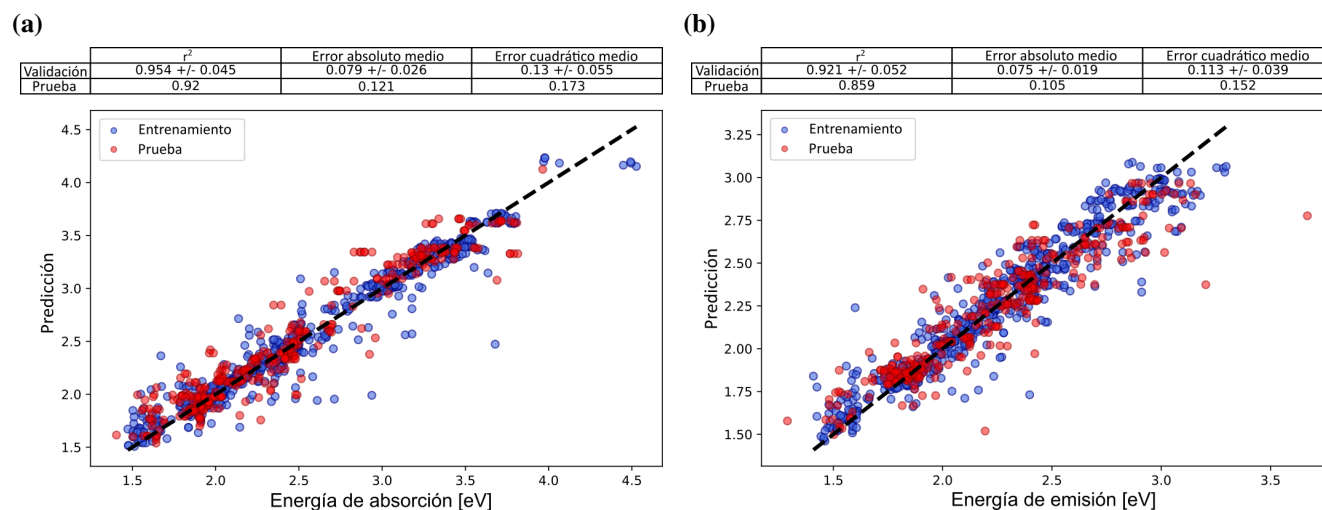 (a)
r² Error absoluto medio Error cuadrático medio
Validación 0.954 +/- 0.045 0.079 +/- 0.026 0.13 +/- 0.055
Prueba 0.92 0.121 0.173
Entrenamiento
Prueba
4.5
4.0
3.5
3.0
2.5
2.0
1.5
Predicción
1.5 2.0 2.5 3.0 3.5 4.0 4.5
Energía de absorción [eV]
(b)
r² Error absoluto medio Error cuadrático medio
Validación 0.921 +/- 0.052 0.075 +/- 0.019 0.113 +/- 0.039
Prueba 0.859 0.105 0.152
Entrenamiento
Prueba
3.25
3.00
2.75
2.50
2.25
2.00
1.75
1.50
Predicción
1.5 2.0 2.5 3.0 3.5
Energía de emisión [eV]